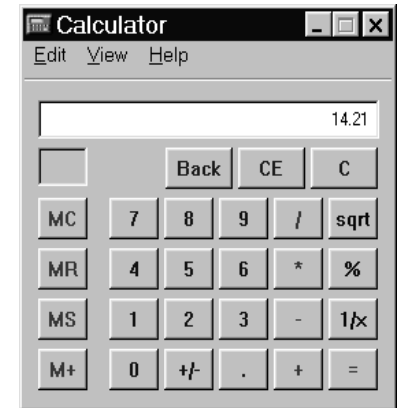 Calculator
Edit View Help
14.21
Back CE C
MC 7 8 9 / sqrt
MR 4 5 6 * %
MS 1 2 3 - 1/x
M+ 0 +/- . + =